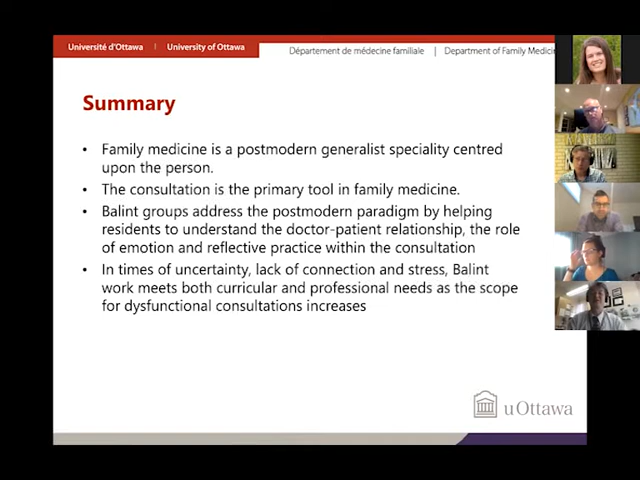 Université d'Ottawa | University of Ottawa
Département de médecine familiale | Department of Family Medicin
Summary
• Family medicine is a postmodern generalist speciality centred
upon the person.
• The consultation is the primary tool in family medicine.
• Balint groups address the postmodern paradigm by helping
residents to understand the doctor-patient relationship, the role
of emotion and reflective practice within the consultation
• In times of uncertainty, lack of connection and stress, Balint
work meets both curricular and professional needs as the scope
for dysfunctional consultations increases
uOttawa